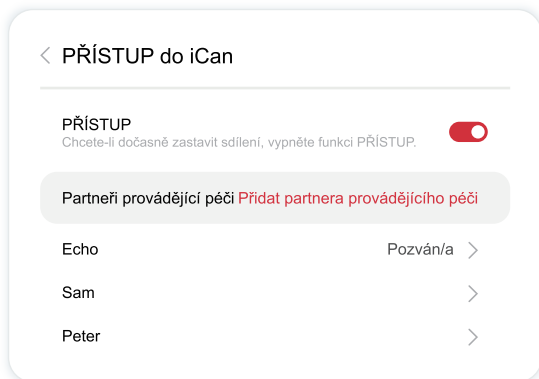 PŘÍSTUP do iCan
PŘÍSTUP
Chcete-li dočasně zastavit sdílení, vypněte funkci PŘÍSTUP.
Partneři provádějící péči Přidat partnera provádějícího péči
Echo Pozván/a
Sam
Peter